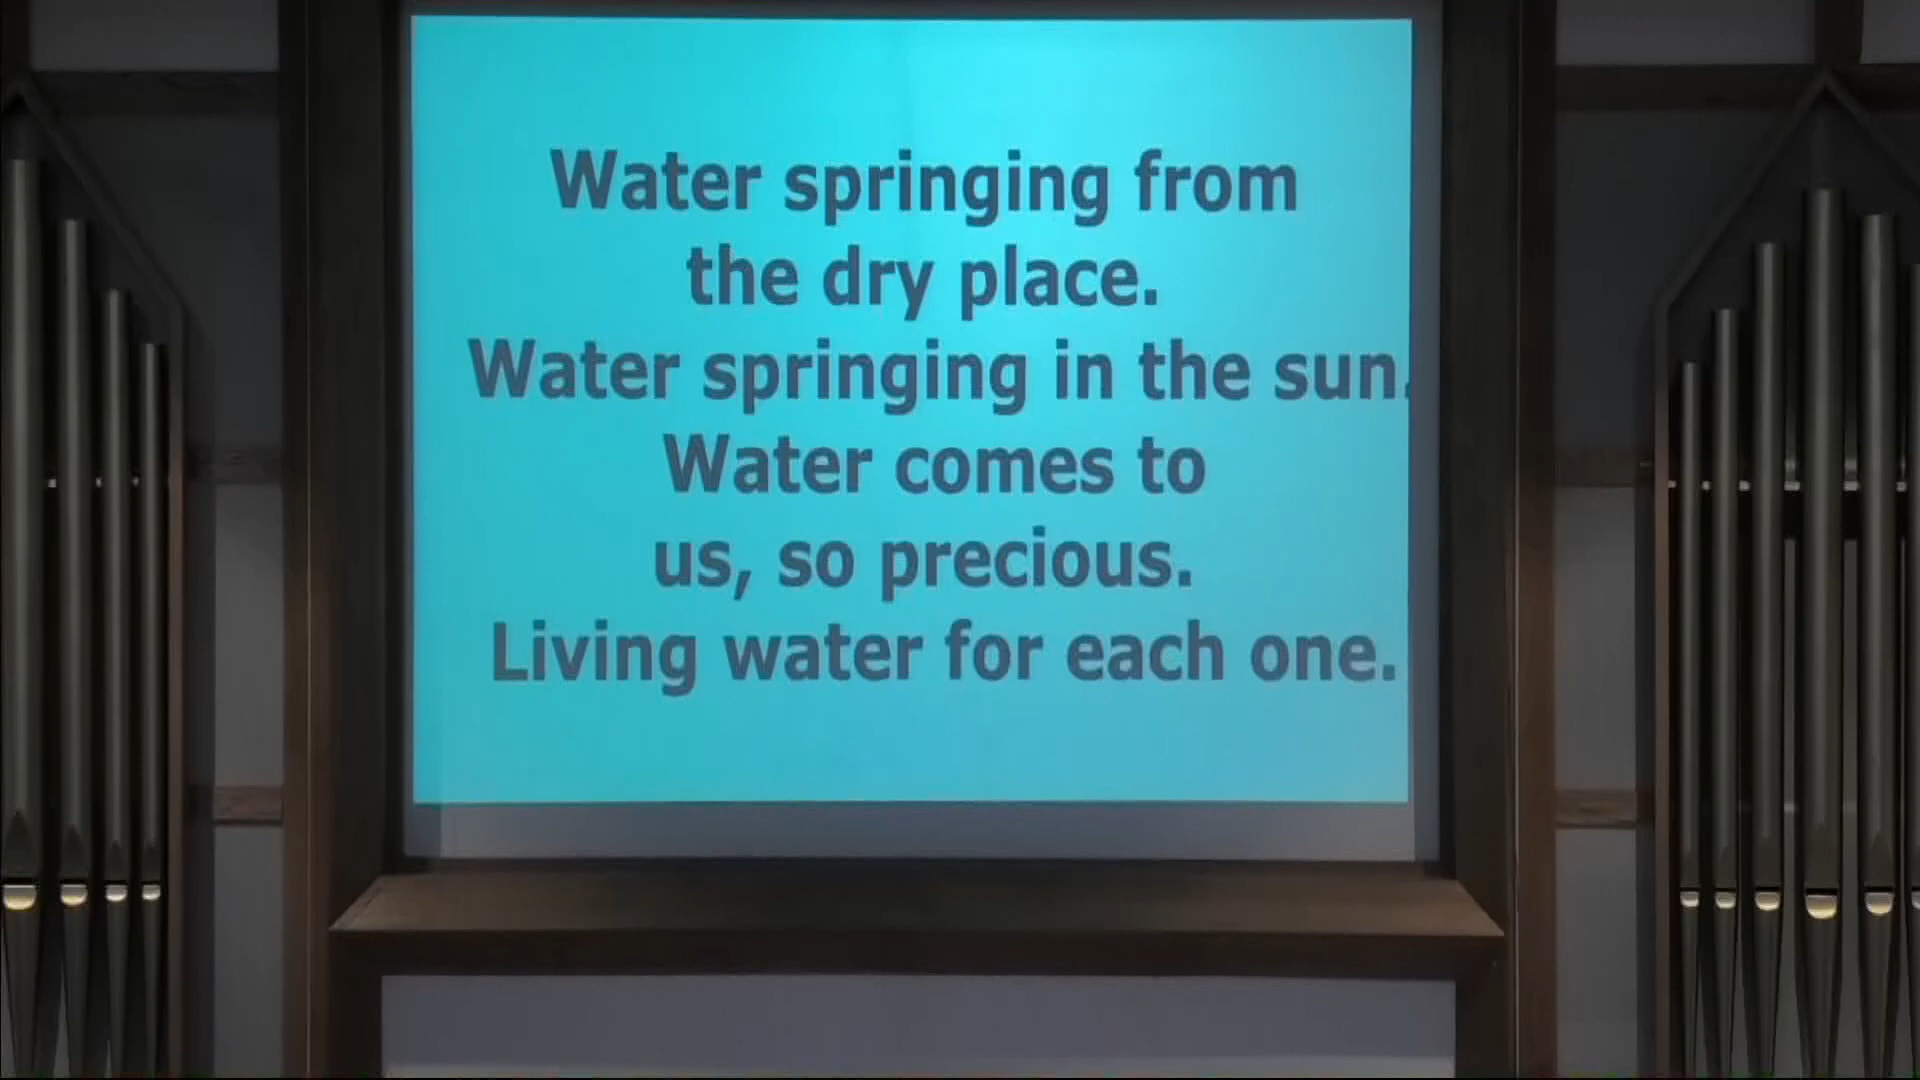 Water springing from
the dry place.
Water springing in the sun.
Water comes to
us, so precious.
Living water for each one.